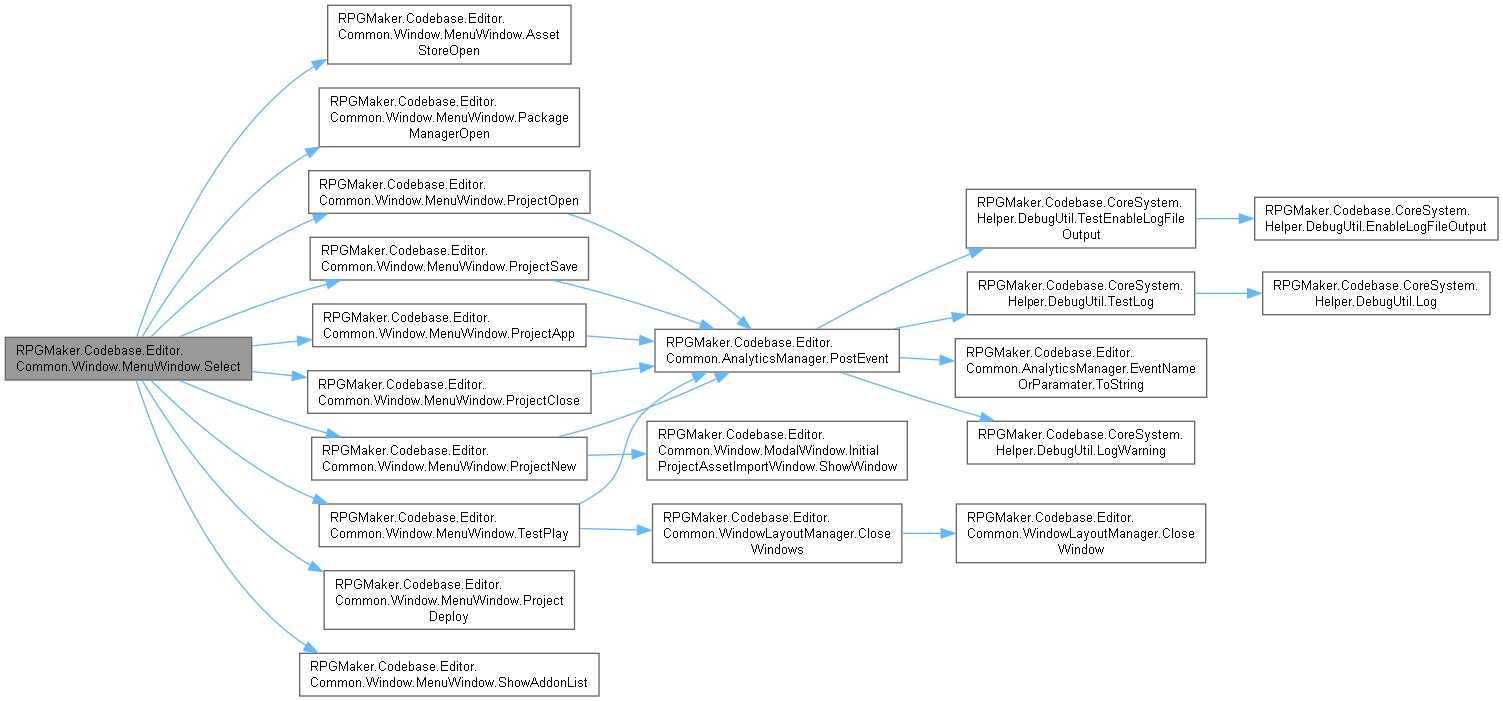 RPGMaker.Codebase.Editor.
Common.Window.MenuWindow.Select
RPGMaker.Codebase.Editor.
Common.Window.MenuWindow.Asset
StoreOpen
RPGMaker.Codebase.Editor.
Common.Window.MenuWindow.Package
ManagerOpen
RPGMaker.Codebase.Editor.
Common.Window.MenuWindow.ProjectOpen
RPGMaker.Codebase.Editor.
Common.Window.MenuWindow.ProjectSave
RPGMaker.Codebase.Editor.
Common.Window.MenuWindow.ProjectApp
RPGMaker.Codebase.Editor.
Common.Window.MenuWindow.ProjectClose
RPGMaker.Codebase.Editor.
Common.Window.MenuWindow.ProjectNew
RPGMaker.Codebase.Editor.
Common.Window.MenuWindow.TestPlay
RPGMaker.Codebase.Editor.
Common.Window.MenuWindow.Project
Deploy
RPGMaker.Codebase.Editor.
Common.Window.MenuWindow.ShowAddonList
RPGMaker.Codebase.Editor.
Common.AnalyticsManager.PostEvent
RPGMaker.Codebase.Editor.
Common.Window.ModalWindow.Initial
ProjectAssetImportWindow.ShowWindow
RPGMaker.Codebase.Editor.
Common.WindowLayoutManager.Close
Windows
RPGMaker.Codebase.CoreSystem.
Helper.DebugUtil.TestEnableLogFile
Output
RPGMaker.Codebase.CoreSystem.
Helper.DebugUtil.TestLog
RPGMaker.Codebase.Editor.
Common.AnalyticsManager.EventName
OrParamater.ToString
RPGMaker.Codebase.CoreSystem.
Helper.DebugUtil.LogWarning
RPGMaker.Codebase.Editor.
Common.WindowLayoutManager.Close
Window
RPGMaker.Codebase.CoreSystem.
Helper.DebugUtil.EnableLogFileOutput
RPGMaker.Codebase.CoreSystem.
Helper.DebugUtil.Log